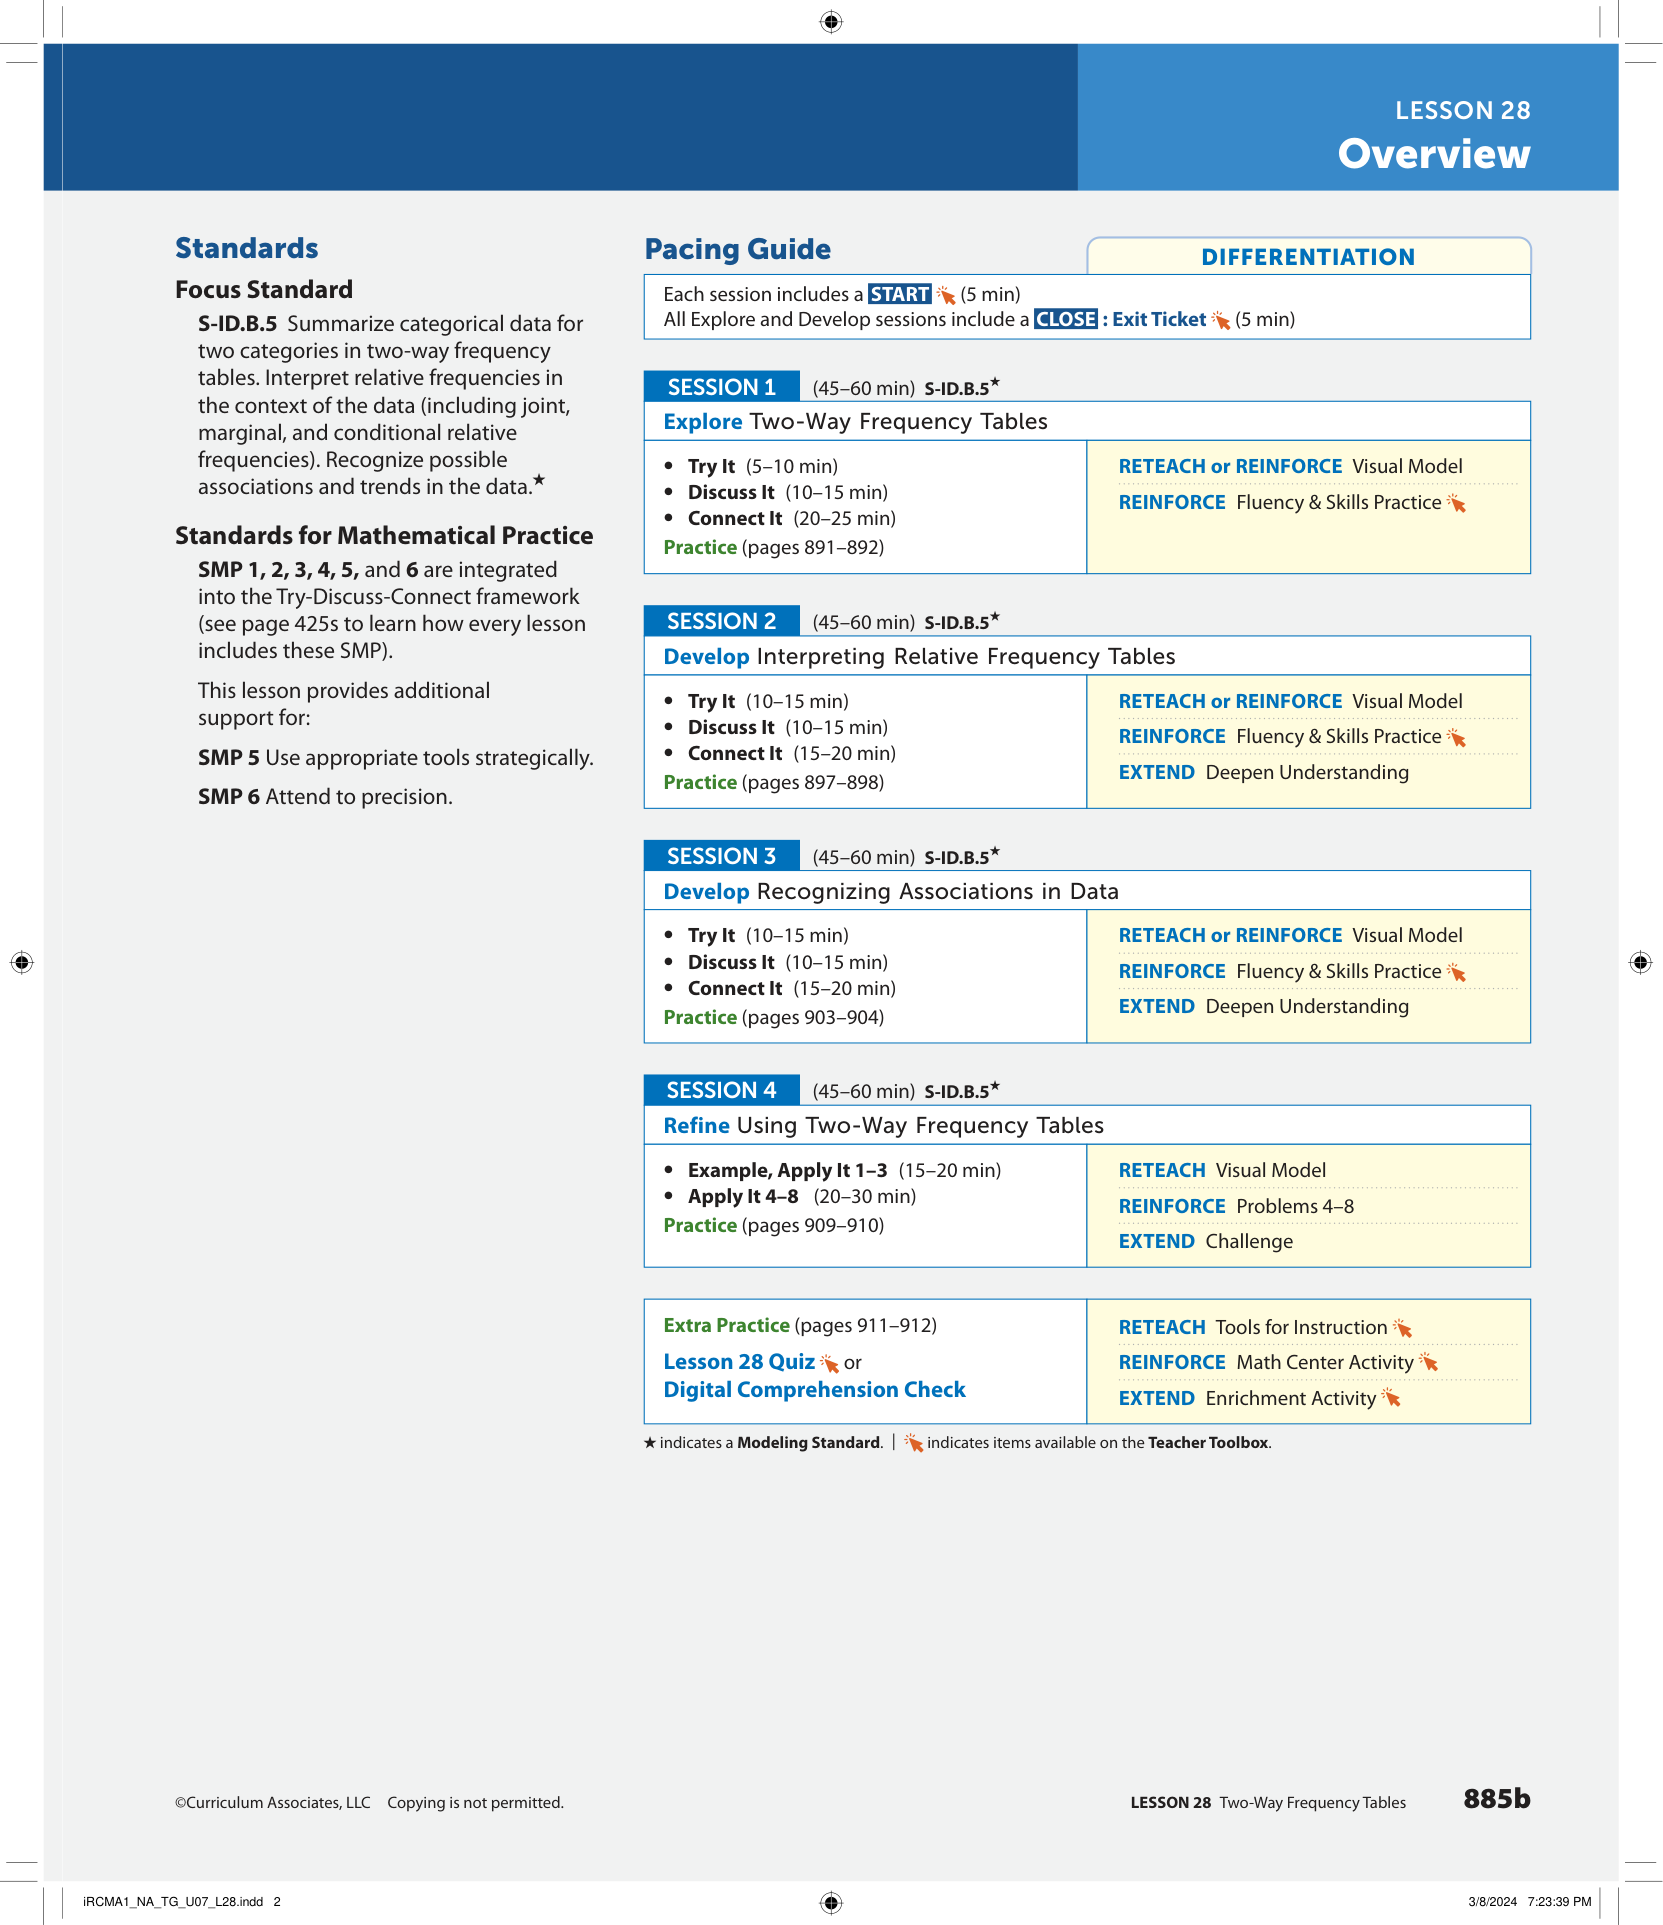 LESSON 28
Overview
Standards
Focus Standard
S-ID.B.5 Summarize categorical data for
two categories in two-way frequency
tables. Interpret relative frequencies in
the context of the data (including joint,
marginal, and conditional relative
frequencies). Recognize possible
associations and trends in the data.★
Standards for Mathematical Practice
SMP 1, 2, 3, 4, 5, and 6 are integrated
into the Try-Discuss-Connect framework
(see page 425s to learn how every lesson
includes these SMP).
This lesson provides additional
support for:
SMP 5 Use appropriate tools strategically.
SMP 6 Attend to precision.
Pacing Guide
DIFFERENTIATION
Each session includes a START (5 min)
All Explore and Develop sessions include a CLOSE : Exit Ticket (5 min)
SESSION 1 (45–60 min) S-ID.B.5★
Explore Two-Way Frequency Tables
• Try It (5–10 min)
• Discuss It (10–15 min)
• Connect It (20–25 min)
Practice (pages 891–892)
RETEACH or REINFORCE Visual Model
REINFORCE Fluency & Skills Practice
SESSION 2 (45–60 min) S-ID.B.5★
Develop Interpreting Relative Frequency Tables
• Try It (10–15 min)
• Discuss It (10–15 min)
• Connect It (15–20 min)
Practice (pages 897–898)
RETEACH or REINFORCE Visual Model
REINFORCE Fluency & Skills Practice
EXTEND Deepen Understanding
SESSION 3 (45–60 min) S-ID.B.5★
Develop Recognizing Associations in Data
• Try It (10–15 min)
• Discuss It (10–15 min)
• Connect It (15–20 min)
Practice (pages 903–904)
RETEACH or REINFORCE Visual Model
REINFORCE Fluency & Skills Practice
EXTEND Deepen Understanding
SESSION 4 (45–60 min) S-ID.B.5★
Refine Using Two-Way Frequency Tables
• Example, Apply It 1–3 (15–20 min)
• Apply It 4–8 (20–30 min)
Practice (pages 909–910)
RETEACH Visual Model
REINFORCE Problems 4–8
EXTEND Challenge
Extra Practice (pages 911–912)
Lesson 28 Quiz or
Digital Comprehension Check
RETEACH Tools for Instruction
REINFORCE Math Center Activity
EXTEND Enrichment Activity
★ indicates a Modeling Standard. | indicates items available on the Teacher Toolbox.
©Curriculum Associates, LLC Copying is not permitted.
LESSON 28 Two-Way Frequency Tables 885b
iRCMA1_NA_TG_U07_L28.indd 2
3/8/2024 7:23:39 PM